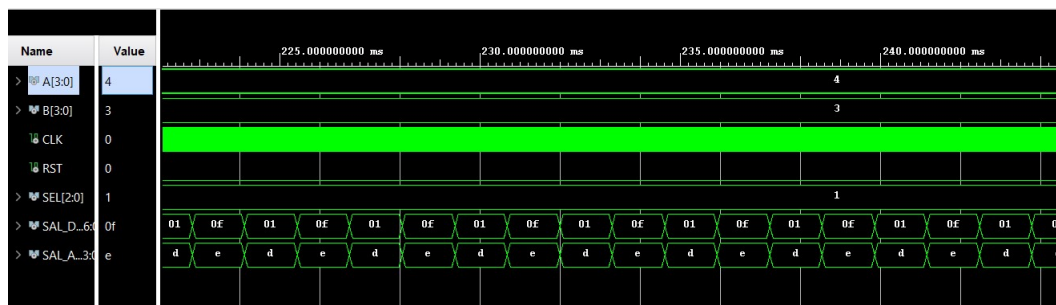 Name Value 225.000000000 ms 230.000000000 ms 235.000000000 ms 240.000000000 ms
A[3:0] 4 4
B[3:0] 3 3
CLK 0
RST 0
SEL[2:0] 1 1
SAL_D...6:0 0f 01 0f 01 0f 01 0f 01 0f 01 0f 01 0f 01 0f 01 0f 01
SAL_A...3:0 e d e d e d e d e d e d e d e d e d